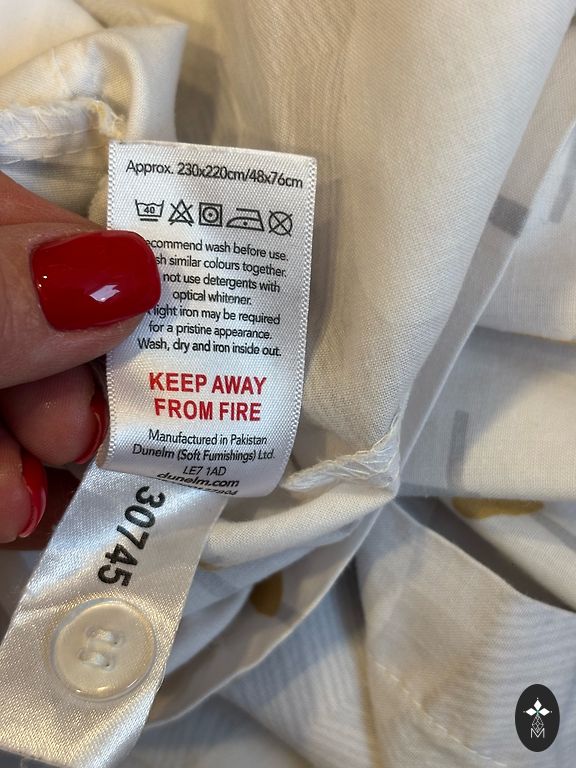 Approx. 230x220cm/48x76cm
40
ecommend wash before use.
sh similar colours together.
not use detergents with
optical whitener.
light iron may be required
for a pristine appearance.
Wash, dry and iron inside out.
KEEP AWAY
FROM FIRE
Manufactured in Pakistan
Dunelm (Soft Furnishings) Ltd.
LE7 1AD
dunelm.com
30745
M